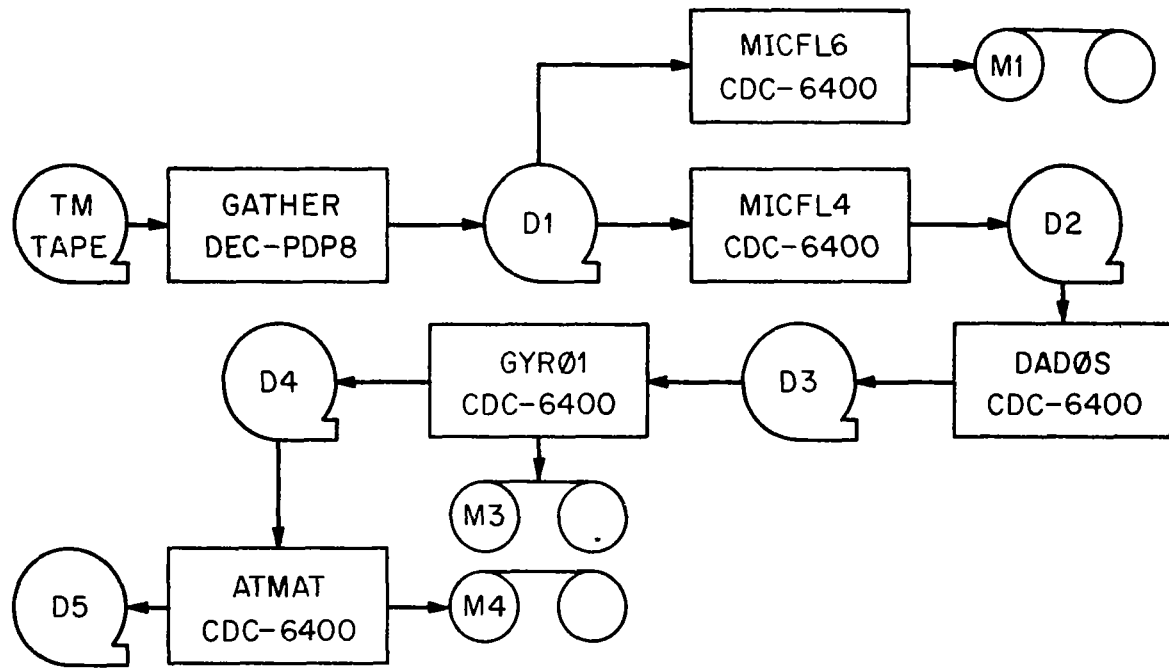 MICFL6
CDC-6400
M1
TM
TAPE
GATHER
DEC-PDP8
D1
MICFL4
CDC-6400
D2
D4
GYRØ1
CDC-6400
D3
DADØS
CDC-6400
M3
D5
ATMAT
CDC-6400
M4